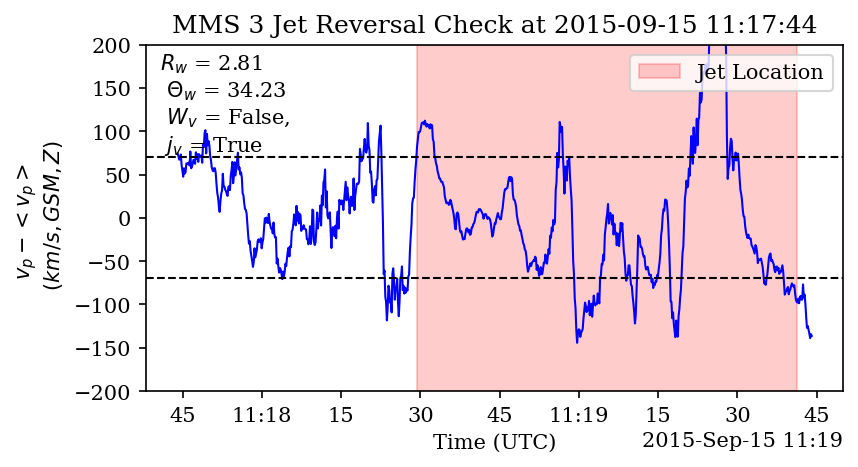 MMS 3 Jet Reversal Check at 2015-09-15 11:17:44
R_w = 2.81
Θ_w = 34.23
W_v = False,
j_v = True
Jet Location
200
150
100
50
0
−50
−100
−150
−200
v_p − < v_p >
(km/s, GSM, Z)
45 11:18 15 30 45 11:19 15 30 45
Time (UTC)
2015-Sep-15 11:19